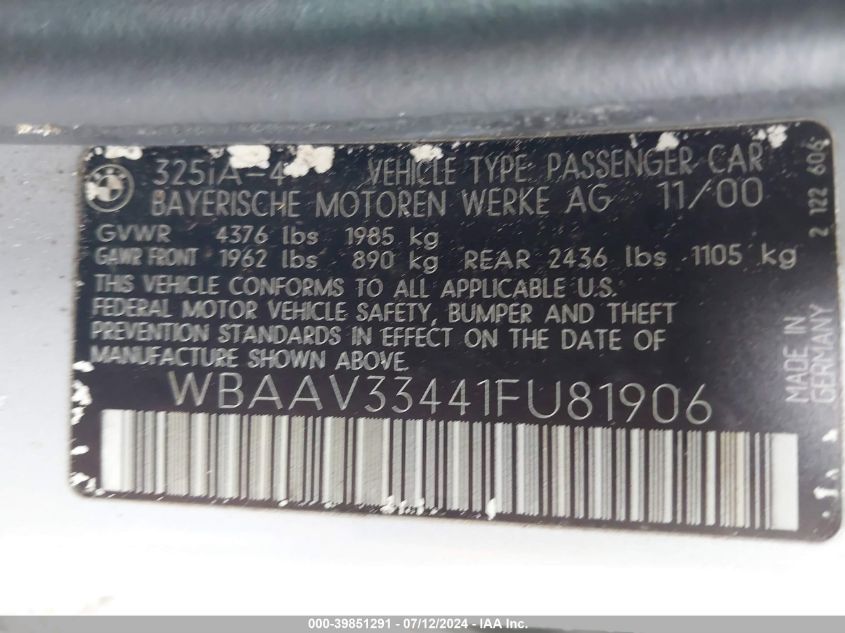 BMW
325iA-4 VEHICLE TYPE: PASSENGER CAR
BAYERISCHE MOTOREN WERKE AG 11/00
GVWR 4376 lbs 1985 kg
GAWR FRONT 1962 lbs 890 kg REAR 2436 lbs 1105 kg
THIS VEHICLE CONFORMS TO ALL APPLICABLE U.S.
FEDERAL MOTOR VEHICLE SAFETY, BUMPER AND THEFT
PREVENTION STANDARDS IN EFFECT ON THE DATE OF
MANUFACTURE SHOWN ABOVE.
WBAAV33441FU81906
2 122 606
MADE IN
GERMANY
000-39851291 - 07/12/2024 - IAA Inc.